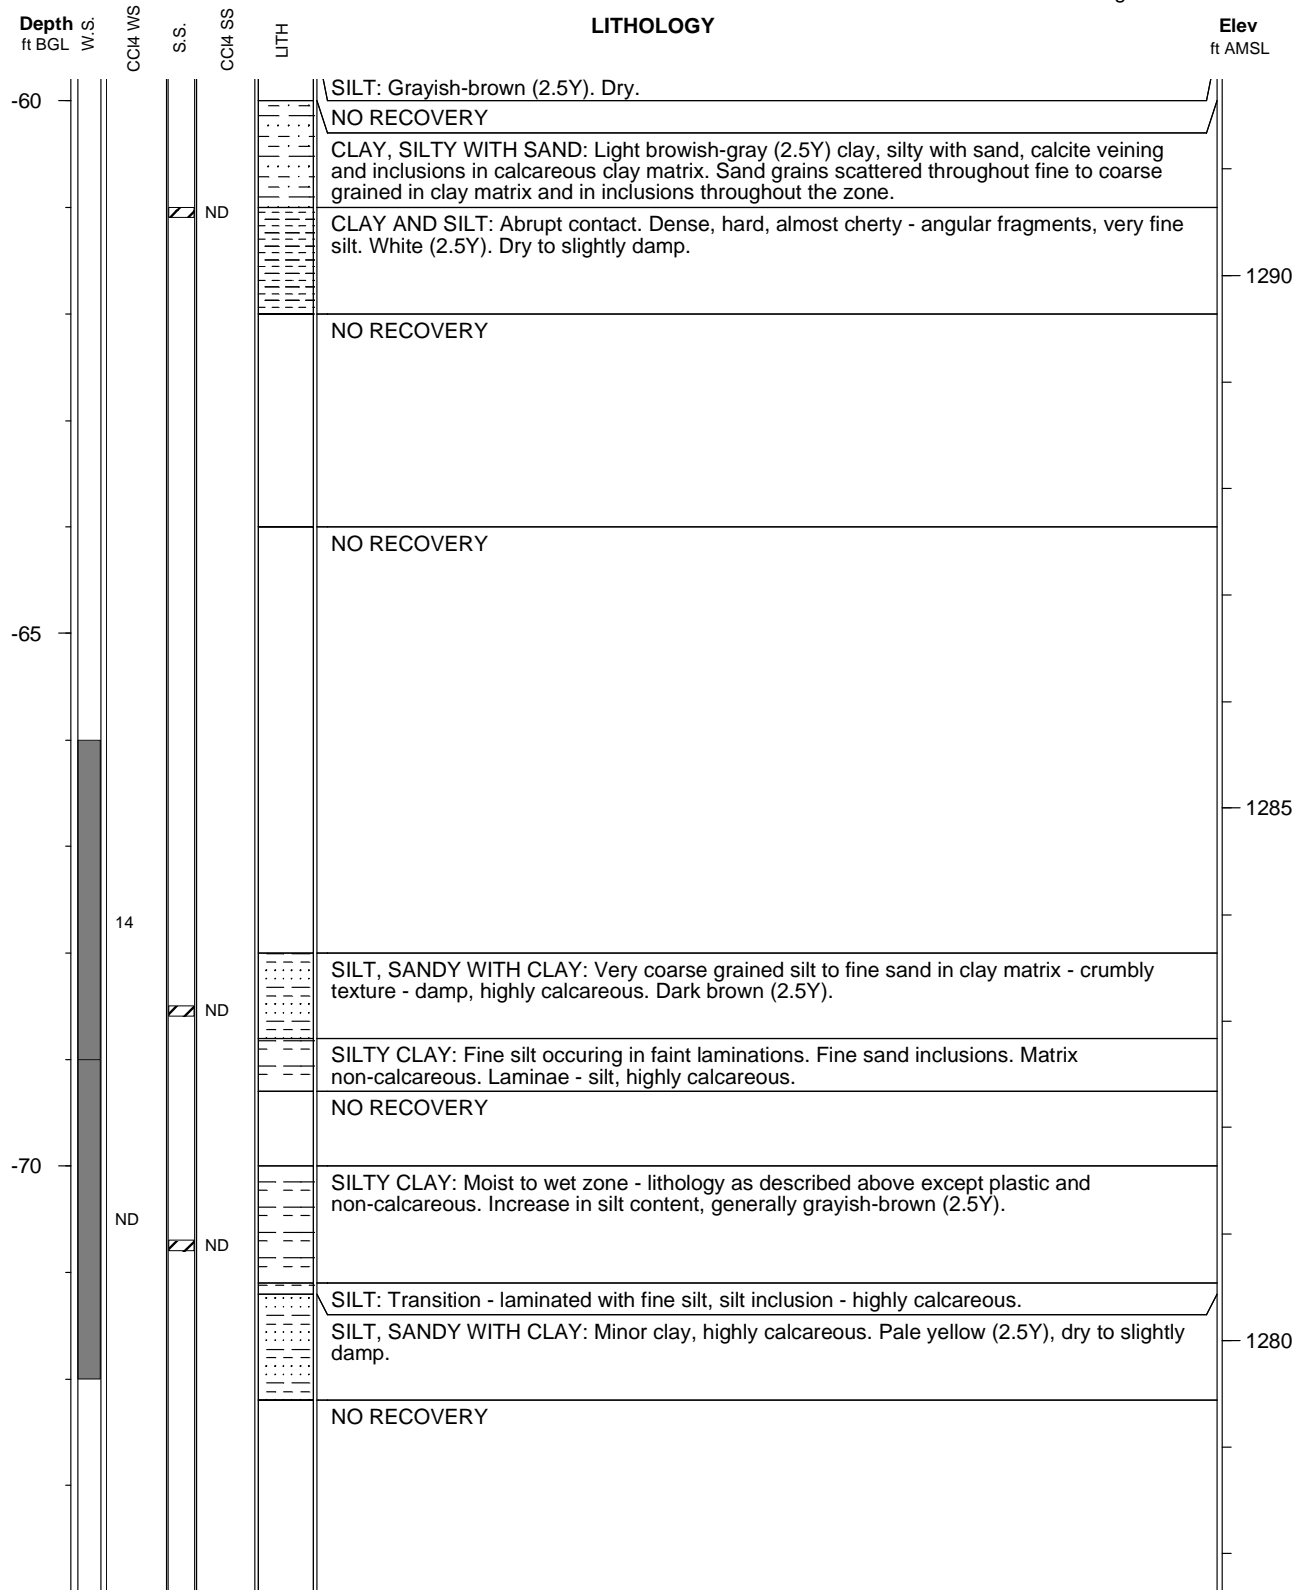 Depth
ft BGL
W.S.
CCl4 WS
S.S.
CCl4 SS
LITH
LITHOLOGY
Elev
ft AMSL
SILT: Grayish-brown (2.5Y). Dry.
-60
NO RECOVERY
CLAY, SILTY WITH SAND: Light browish-gray (2.5Y) clay, silty with sand, calcite veining
and inclusions in calcareous clay matrix. Sand grains scattered throughout fine to coarse
grained in clay matrix and in inclusions throughout the zone.
ND
CLAY AND SILT: Abrupt contact. Dense, hard, almost cherty - angular fragments, very fine
silt. White (2.5Y). Dry to slightly damp.
1290
NO RECOVERY
NO RECOVERY
-65
1285
14
SILT, SANDY WITH CLAY: Very coarse grained silt to fine sand in clay matrix - crumbly
texture - damp, highly calcareous. Dark brown (2.5Y).
ND
SILTY CLAY: Fine silt occuring in faint laminations. Fine sand inclusions. Matrix
non-calcareous. Laminae - silt, highly calcareous.
NO RECOVERY
-70
SILTY CLAY: Moist to wet zone - lithology as described above except plastic and
non-calcareous. Increase in silt content, generally grayish-brown (2.5Y).
ND
ND
SILT: Transition - laminated with fine silt, silt inclusion - highly calcareous.
SILT, SANDY WITH CLAY: Minor clay, highly calcareous. Pale yellow (2.5Y), dry to slightly
damp.
1280
NO RECOVERY